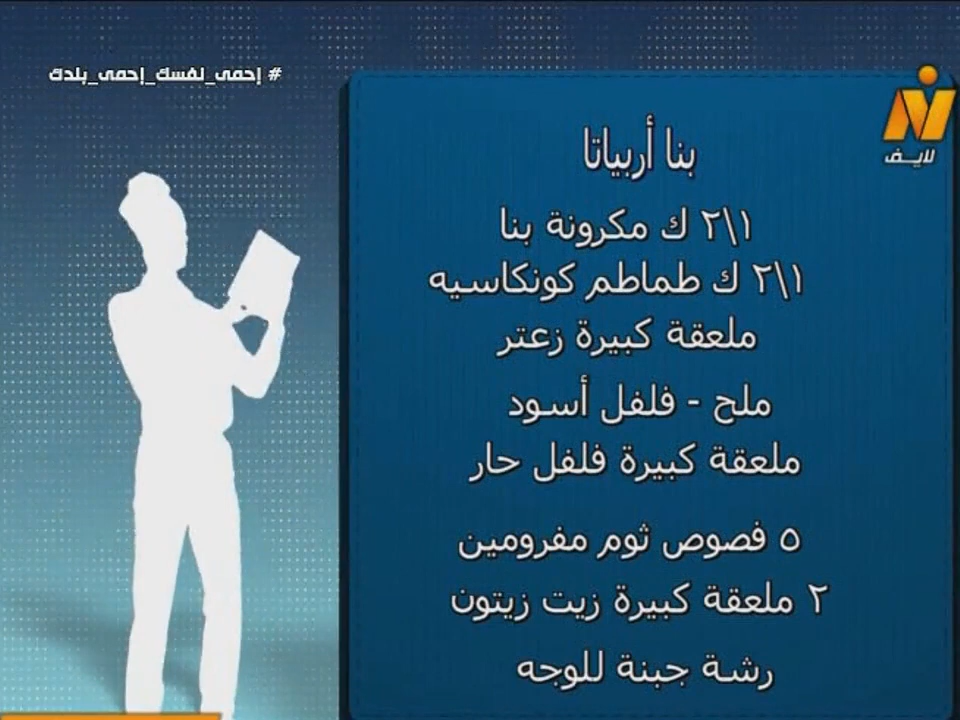 # إحمى_نفسك_إحمى_بلدك
لايف
بنا أربياتا
١\٢ ك مكرونة بنا
١\٢ ك طماطم كونكاسيه
ملعقة كبيرة زعتر
ملح - فلفل أسود
ملعقة كبيرة فلفل حار
٥ فصوص ثوم مفرومين
٢ ملعقة كبيرة زيت زيتون
رشة جبنة للوجه